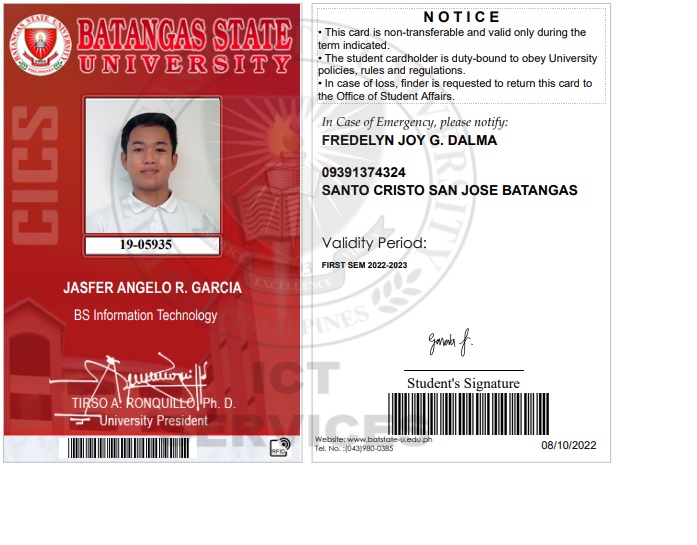 BATANGAS STATE
UNIVERSITY
CICS
19-05935
JASFER ANGELO R. GARCIA
BS Information Technology
TIRSO A. RONQUILLO, Ph. D.
University President
RFID
NOTICE
• This card is non-transferable and valid only during the
term indicated.
• The student cardholder is duty-bound to obey University
policies, rules and regulations.
• In case of loss, finder is requested to return this card to
the Office of Student Affairs.
In Case of Emergency, please notify:
FREDELYN JOY G. DALMA
09391374324
SANTO CRISTO SAN JOSE BATANGAS
Validity Period:
FIRST SEM 2022-2023
Student's Signature
Website: www.batstate-u.edu.ph
Tel. No. :(043)980-0385
08/10/2022
ICT
SERVICES